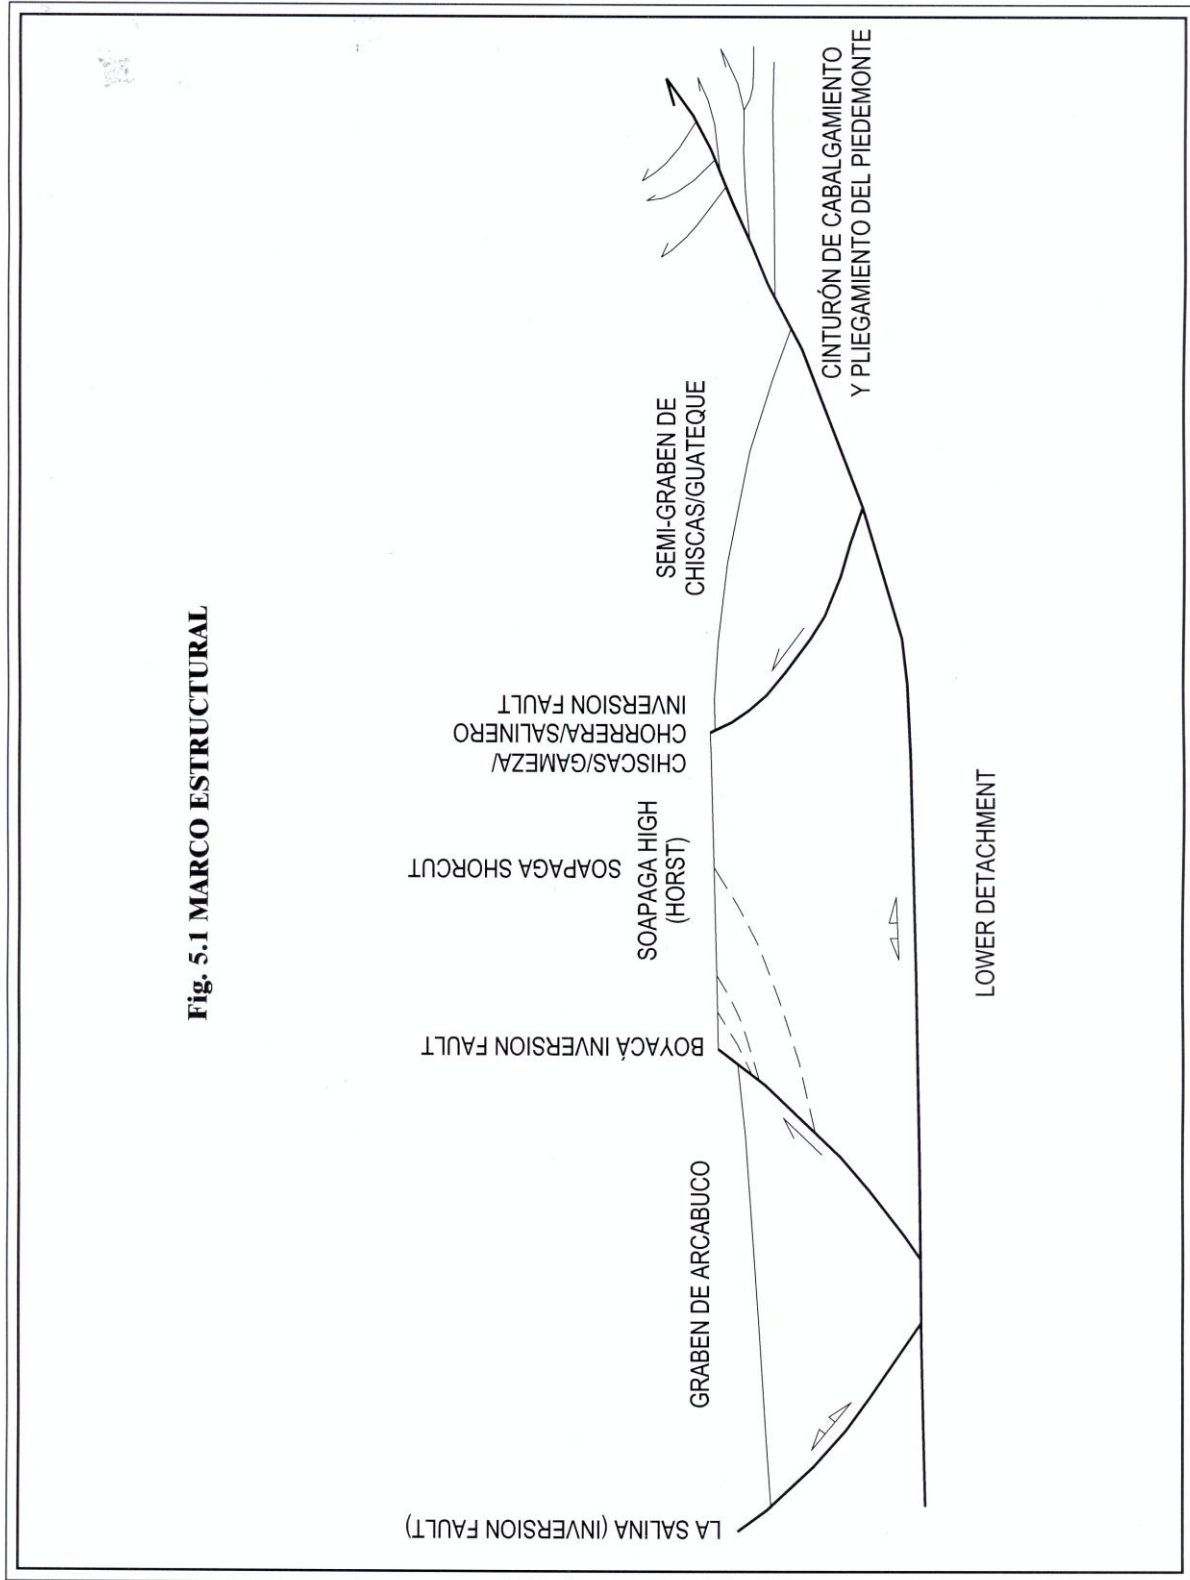 Fig. 5.1 MARCO ESTRUCTURAL
LA SALINA (INVERSION FAULT)
GRABEN DE ARCABUCO
BOYACÁ INVERSION FAULT
SOAPAGA SHORCUT
SOAPAGA HIGH
(HORST)
CHISCAS/GAMEZA/
CHORRERA/SALINERO
INVERSION FAULT
SEMI-GRABEN DE
CHISCAS/GUATEQUE
CINTURÓN DE CABALGAMIENTO
Y PLIEGAMIENTO DEL PIEDEMONTE
LOWER DETACHMENT